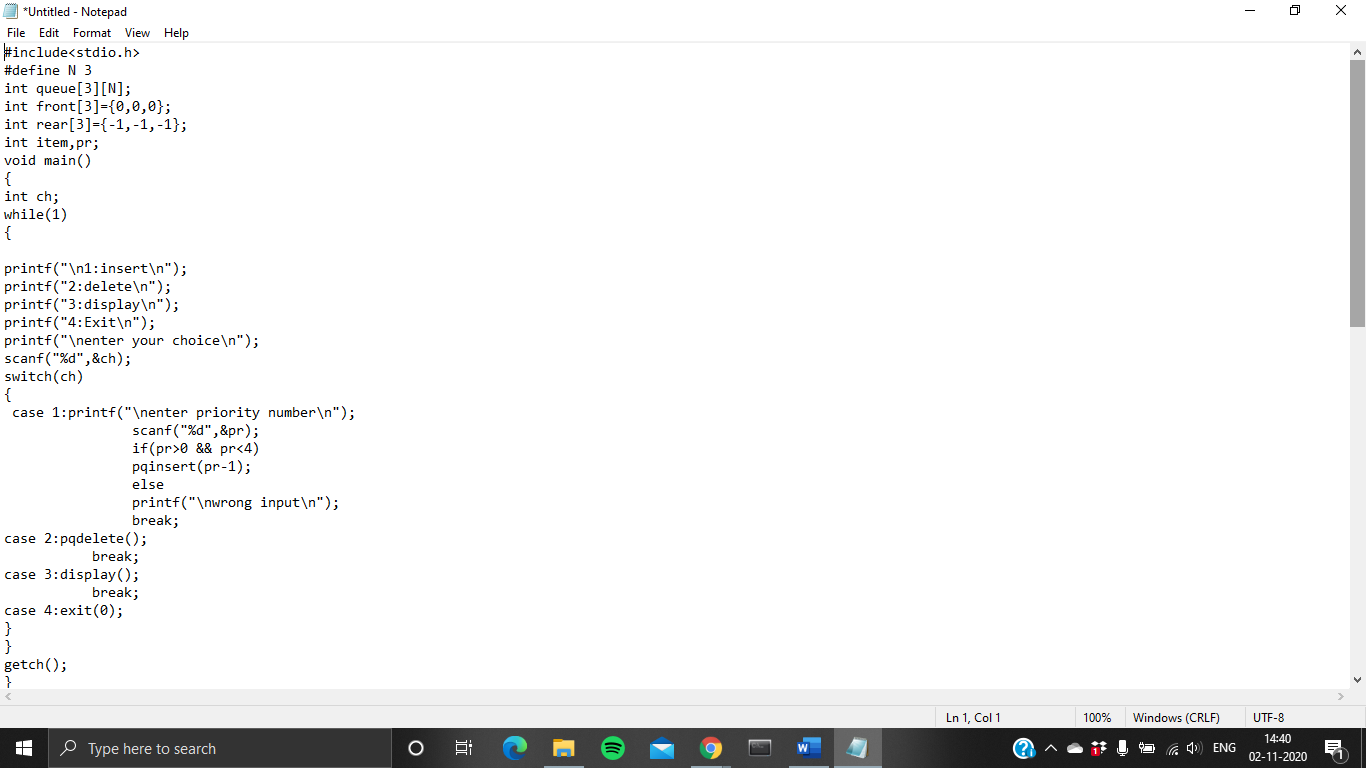 *Untitled - Notepad
File Edit Format View Help
#include<stdio.h>
#define N 3
int queue[3][N];
int front[3]={0,0,0};
int rear[3]={-1,-1,-1};
int item,pr;
void main()
{
int ch;
while(1)
{

printf("\n1:insert\n");
printf("2:delete\n");
printf("3:display\n");
printf("4:Exit\n");
printf("\nenter your choice\n");
scanf("%d",&ch);
switch(ch)
{
 case 1:printf("\nenter priority number\n");
                scanf("%d",&pr);
                if(pr>0 && pr<4)
                pqinsert(pr-1);
                else
                printf("\nwrong input\n");
                break;
case 2:pqdelete();
           break;
case 3:display();
           break;
case 4:exit(0);
}
}
getch();
}
Ln 1, Col 1 100% Windows (CRLF) UTF-8
Type here to search W ENG 14:40
02-11-2020 1